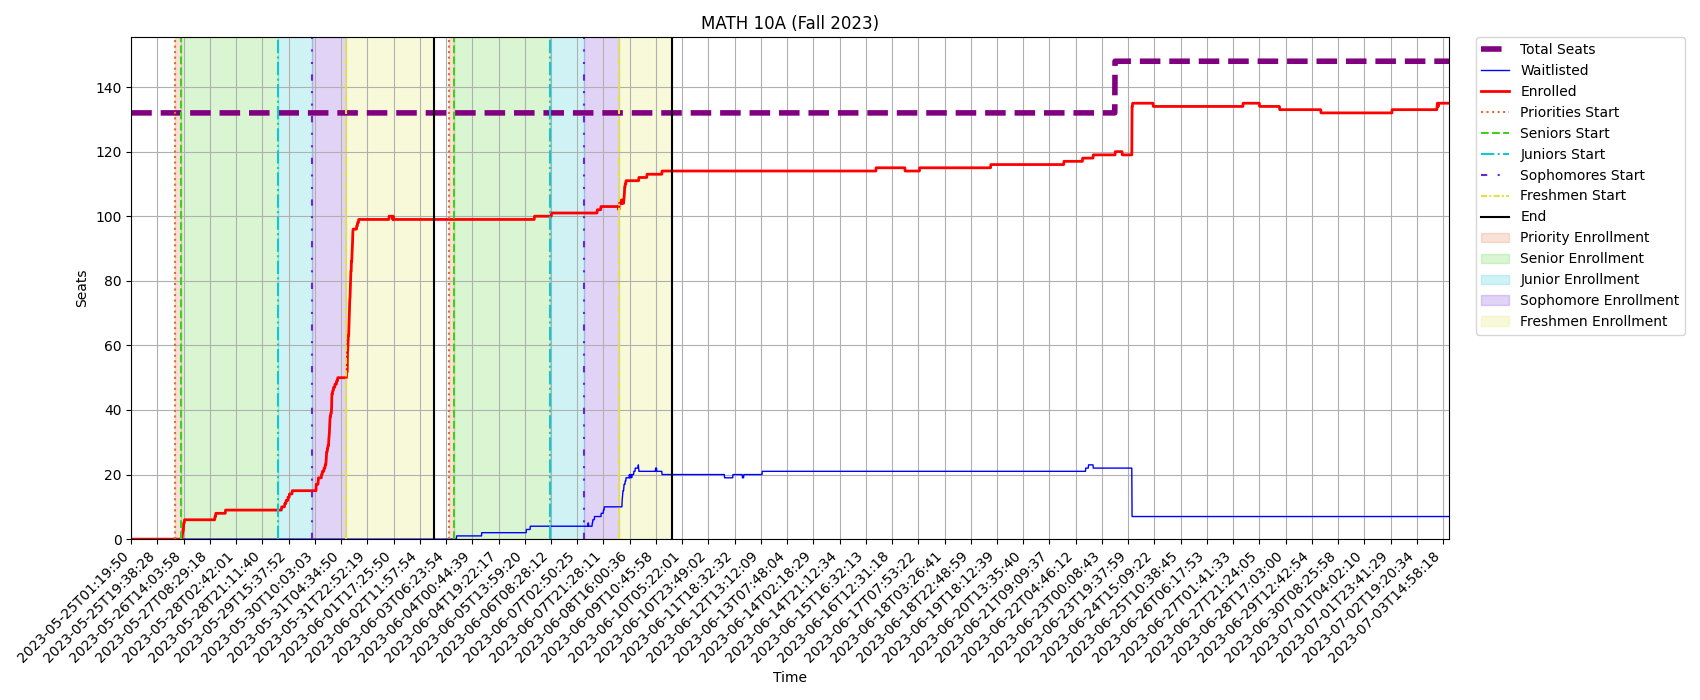 MATH 10A (Fall 2023)
Seats
140
120
100
80
60
40
20
0
2023-05-25T01:19:50
2023-05-25T19:38:28
2023-05-26T14:03:58
2023-05-27T08:29:18
2023-05-28T02:42:01
2023-05-28T21:11:40
2023-05-29T15:37:52
2023-05-30T10:03:03
2023-05-31T04:34:50
2023-05-31T22:52:19
2023-06-01T17:25:50
2023-06-02T11:57:54
2023-06-03T06:23:54
2023-06-04T00:44:39
2023-06-04T19:22:17
2023-06-05T13:59:20
2023-06-06T08:28:12
2023-06-07T02:50:25
2023-06-07T21:28:11
2023-06-08T16:00:36
2023-06-09T10:45:58
2023-06-10T05:22:01
2023-06-10T23:49:02
2023-06-11T18:32:32
2023-06-12T13:12:09
2023-06-13T07:48:04
2023-06-14T02:18:29
2023-06-14T21:12:34
2023-06-15T16:32:13
2023-06-16T12:31:18
2023-06-17T07:53:22
2023-06-18T03:26:41
2023-06-18T22:48:59
2023-06-19T18:12:39
2023-06-20T13:35:40
2023-06-21T09:09:37
2023-06-22T04:46:12
2023-06-23T00:08:43
2023-06-23T19:37:59
2023-06-24T15:09:22
2023-06-25T10:38:45
2023-06-26T06:17:53
2023-06-27T01:41:33
2023-06-27T21:24:05
2023-06-28T17:03:00
2023-06-29T12:42:54
2023-06-30T08:25:58
2023-07-01T04:02:10
2023-07-01T23:41:29
2023-07-02T19:20:34
2023-07-03T14:58:18
Time
Total Seats
Waitlisted
Enrolled
Priorities Start
Seniors Start
Juniors Start
Sophomores Start
Freshmen Start
End
Priority Enrollment
Senior Enrollment
Junior Enrollment
Sophomore Enrollment
Freshmen Enrollment